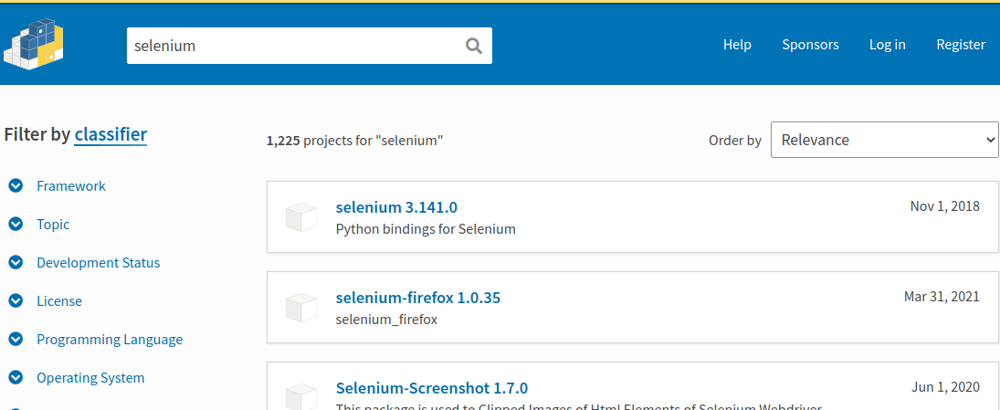 selenium
Help Sponsors Log in Register
Filter by classifier
Framework
Topic
Development Status
License
Programming Language
Operating System
1,225 projects for "selenium"
Order by Relevance
selenium 3.141.0 Nov 1, 2018
Python bindings for Selenium
selenium-firefox 1.0.35 Mar 31, 2021
selenium_firefox
Selenium-Screenshot 1.7.0 Jun 1, 2020
This package is used to Clipped Images of Html Elements of Selenium Webdriver